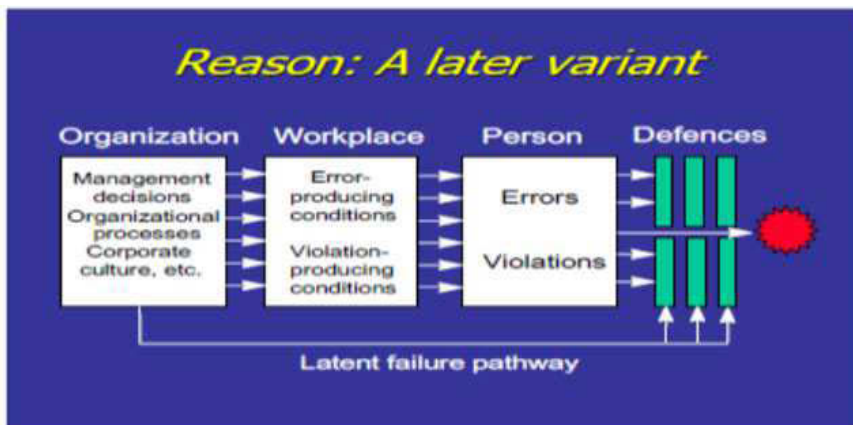 Reason: A later variant
Organization
Workplace
Person
Defences
Management
decisions
Organizational
processes
Corporate
culture, etc.
Error-
producing
conditions
Violation-
producing
conditions
Errors
Violations
Latent failure pathway